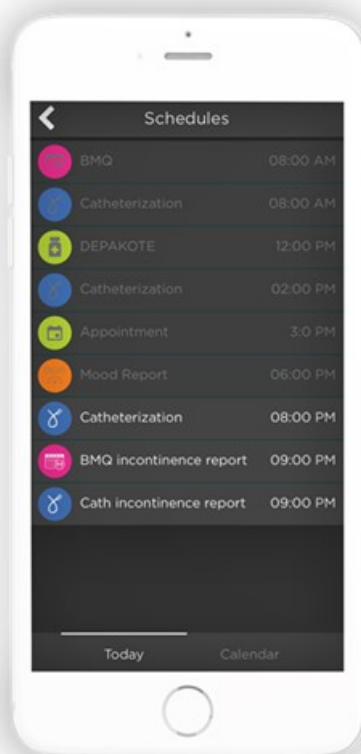 Schedules
BMQ 08:00 AM
Catheterization 08:00 AM
DEPAKOTE 12:00 PM
Catheterization 02:00 PM
Appointment 3:0 PM
Mood Report 06:00 PM
Catheterization 08:00 PM
BMQ incontinence report 09:00 PM
Cath incontinence report 09:00 PM
Today Calendar